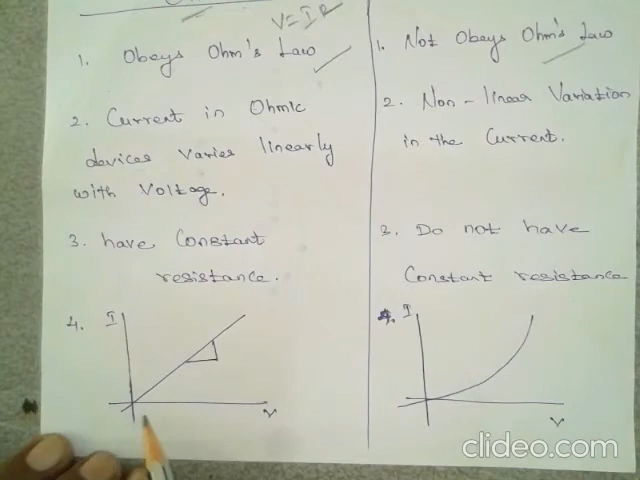 V=IR
1. Obeys Ohm's Law
2. Current in Ohmic
devices varies linearly
with Voltage.
3. have Constant
resistance.
4. I
V
1. Not Obeys Ohm's Law
2. Non-linear Variation
in the Current.
3. Do not have
Constant resistance
4. I
V
clideo.com